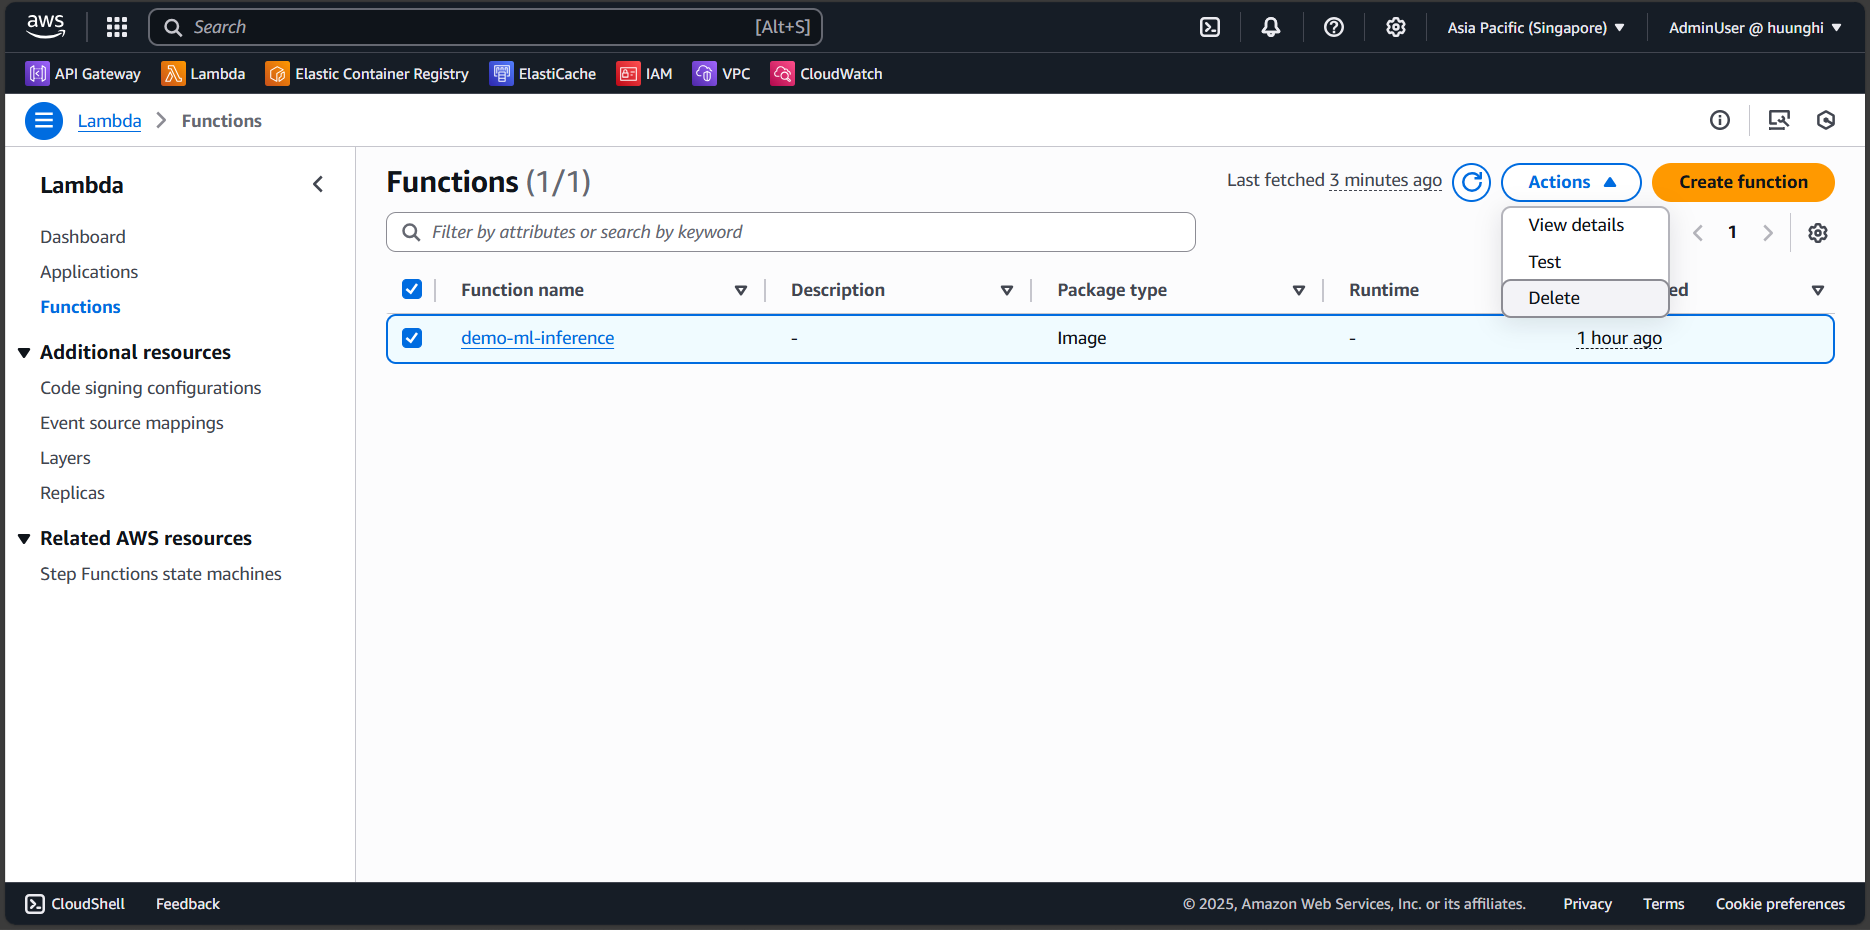 aws
Search [Alt+S]
Asia Pacific (Singapore)
AdminUser @ huunghi
API Gateway
Lambda
Elastic Container Registry
ElastiCache
IAM
VPC
CloudWatch
Lambda
Functions
Lambda
Dashboard
Applications
Functions
Additional resources
Code signing configurations
Event source mappings
Layers
Replicas
Related AWS resources
Step Functions state machines
Functions (1/1)
Last fetched 3 minutes ago
Actions
Create function
View details
Test
Delete
Filter by attributes or search by keyword
1
Function name
Description
Package type
Runtime
ed
demo-ml-inference
-
Image
-
1 hour ago
CloudShell
Feedback
© 2025, Amazon Web Services, Inc. or its affiliates.
Privacy
Terms
Cookie preferences